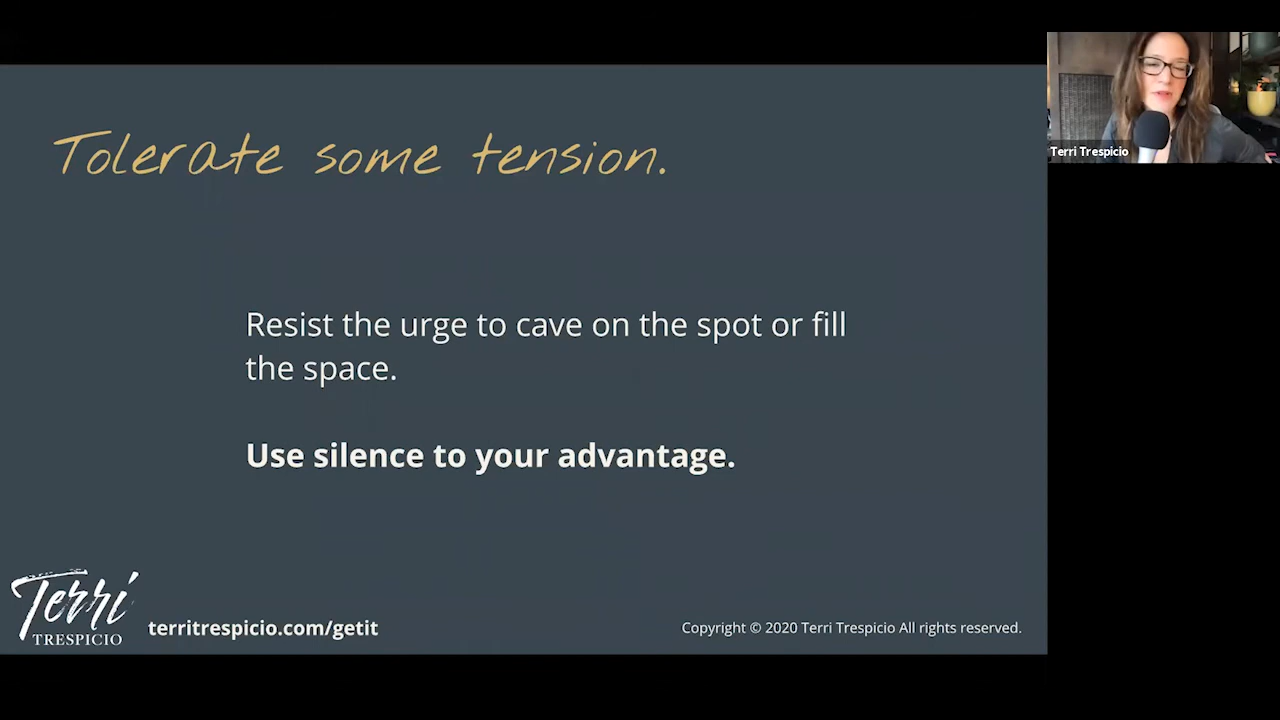 Tolerate some tension.
Terri Trespicio
Resist the urge to cave on the spot or fill
the space.
Use silence to your advantage.
Terri
TRESPICIO
territrespicio.com/getit
Copyright © 2020 Terri Trespicio All rights reserved.